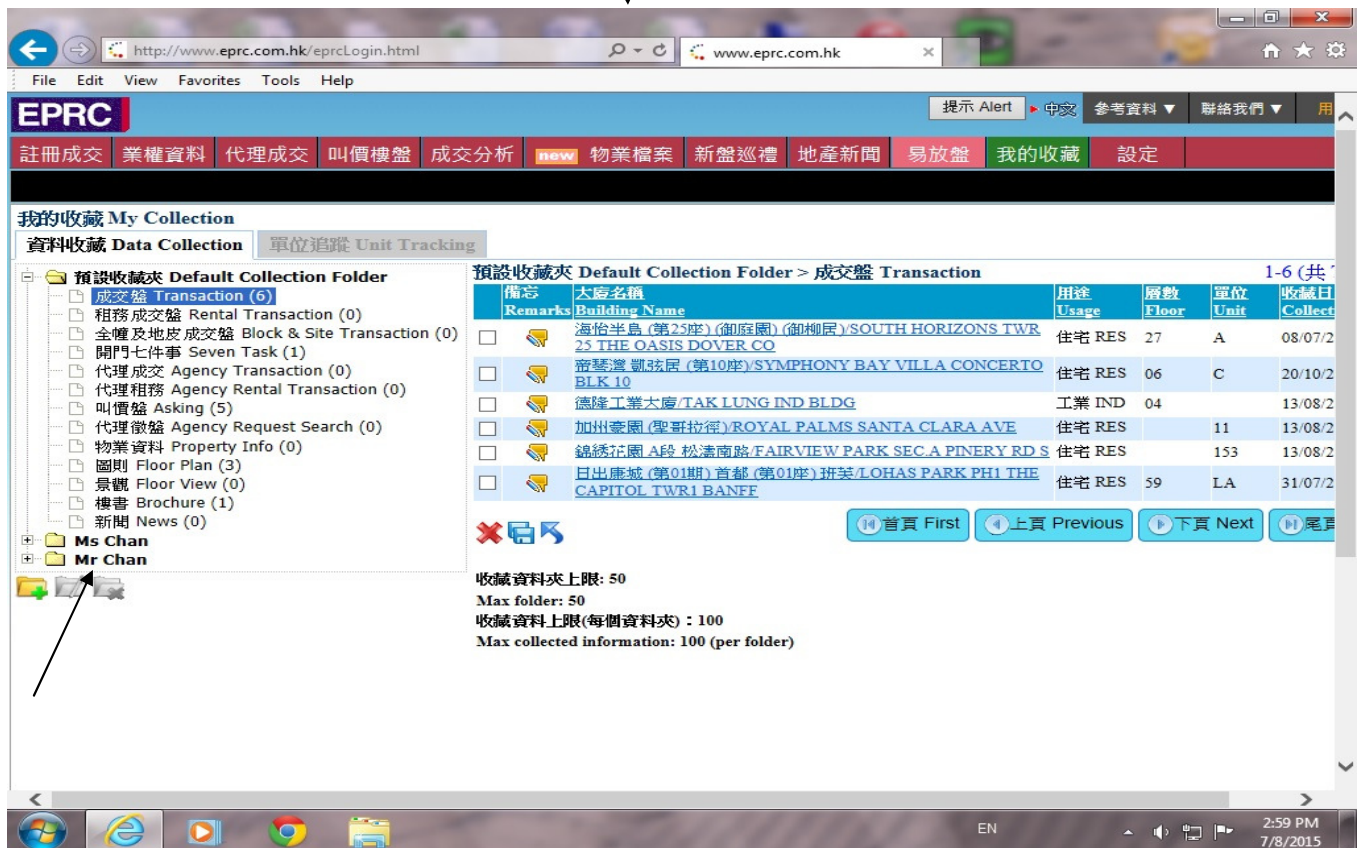 http://www.eprc.com.hk/eprcLogin.html
www.eprc.com.hk
File Edit View Favorites Tools Help
EPRC
提示 Alert
中文 參考資料 ▼ 聯絡我們 ▼ 用
註冊成交 業權資料 代理成交 叫價樓盤 成交分析 new 物業檔案 新盤巡禮 地產新聞 易放盤 我的收藏 設定
我的收藏 My Collection
資料收藏 Data Collection 單位追蹤 Unit Tracking
預設收藏夾 Default Collection Folder
成交盤 Transaction (6)
租務成交盤 Rental Transaction (0)
全幢及地皮成交盤 Block & Site Transaction (0)
開門七件事 Seven Task (1)
代理成交 Agency Transaction (0)
代理租務 Agency Rental Transaction (0)
叫價盤 Asking (5)
代理徵盤 Agency Request Search (0)
物業資料 Property Info (0)
圖則 Floor Plan (3)
景觀 Floor View (0)
樓書 Brochure (1)
新聞 News (0)
Ms Chan
Mr Chan
預設收藏夾 Default Collection Folder > 成交盤 Transaction 1-6 (共
備忘 大廈名稱 用途 層數 單位 收藏日
Remarks Building Name Usage Floor Unit Collect
海怡半島 (第25座) (御庭園) (御柳居)/SOUTH HORIZONS TWR
25 THE OASIS DOVER CO 住宅 RES 27 A 08/07/2
帝琴灣 凱弦居 (第10座)/SYMPHONY BAY VILLA CONCERTO
BLK 10 住宅 RES 06 C 20/10/2
德隆工業大廈/TAK LUNG IND BLDG 工業 IND 04 13/08/2
加州豪園 (聖哥拉徑)/ROYAL PALMS SANTA CLARA AVE 住宅 RES 11 13/08/2
錦綉花園 A段 松濤南路/FAIRVIEW PARK SEC.A PINERY RD S 住宅 RES 153 13/08/2
日出康城 (第01期) 首都 (第01座) 班芙/LOHAS PARK PH1 THE
CAPITOL TWR1 BANFF 住宅 RES 59 LA 31/07/2
首頁 First 上頁 Previous 下頁 Next 尾頁
收藏資料夾上限: 50
Max folder: 50
收藏資料上限(每個資料夾)：100
Max collected information: 100 (per folder)
EN
2:59 PM
7/8/2015